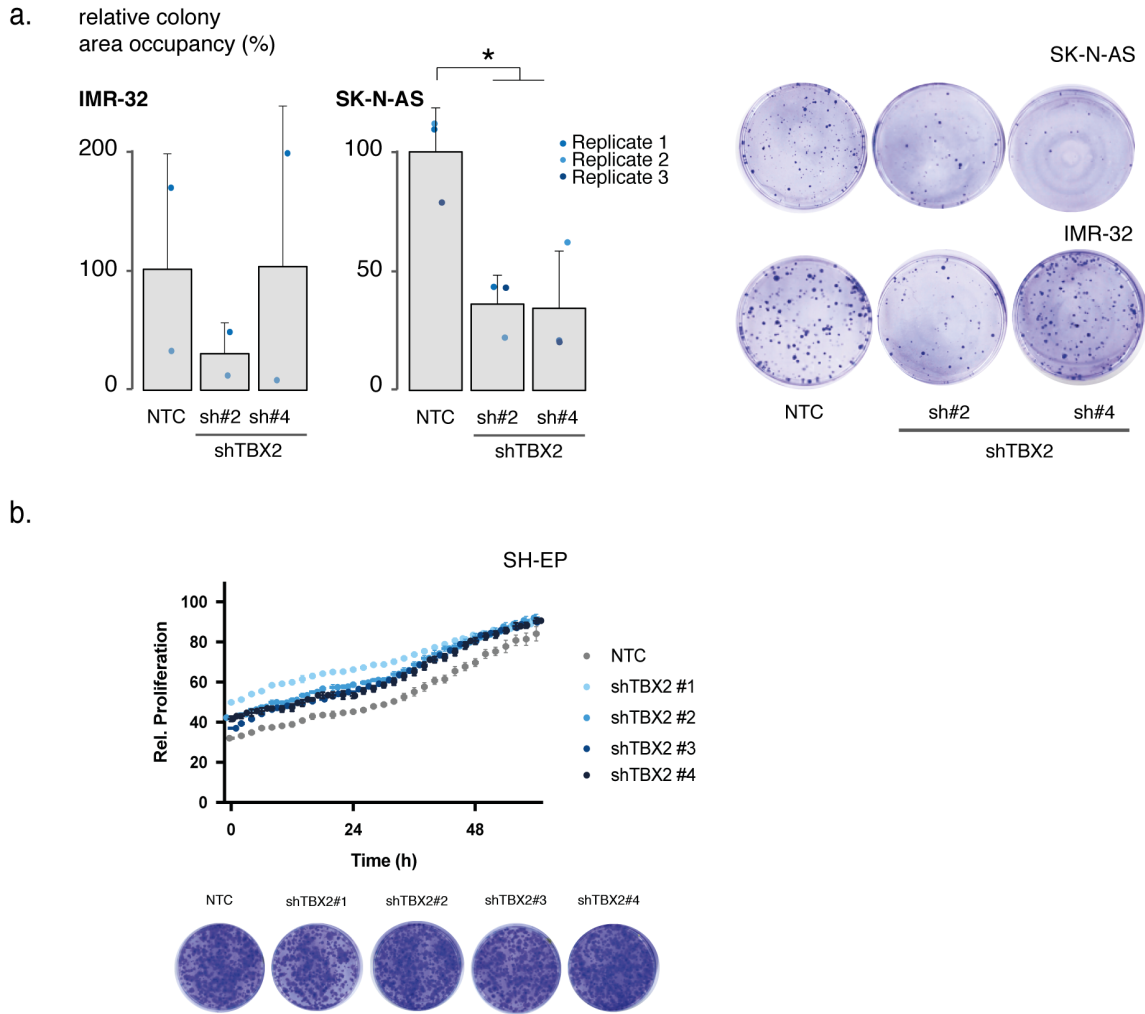 a.
relative colony
area occupancy (%)
IMR-32
200
100
0
NTC
sh#2
sh#4
shTBX2
SK-N-AS
*
100
50
0
NTC
sh#2
sh#4
shTBX2
Replicate 1
Replicate 2
Replicate 3
SK-N-AS
IMR-32
NTC
sh#2
sh#4
shTBX2
b.
SH-EP
Rel. Proliferation
100
80
60
40
20
0
0
24
48
Time (h)
NTC
shTBX2 #1
shTBX2 #2
shTBX2 #3
shTBX2 #4
NTC
shTBX2#1
shTBX2#2
shTBX2#3
shTBX2#4